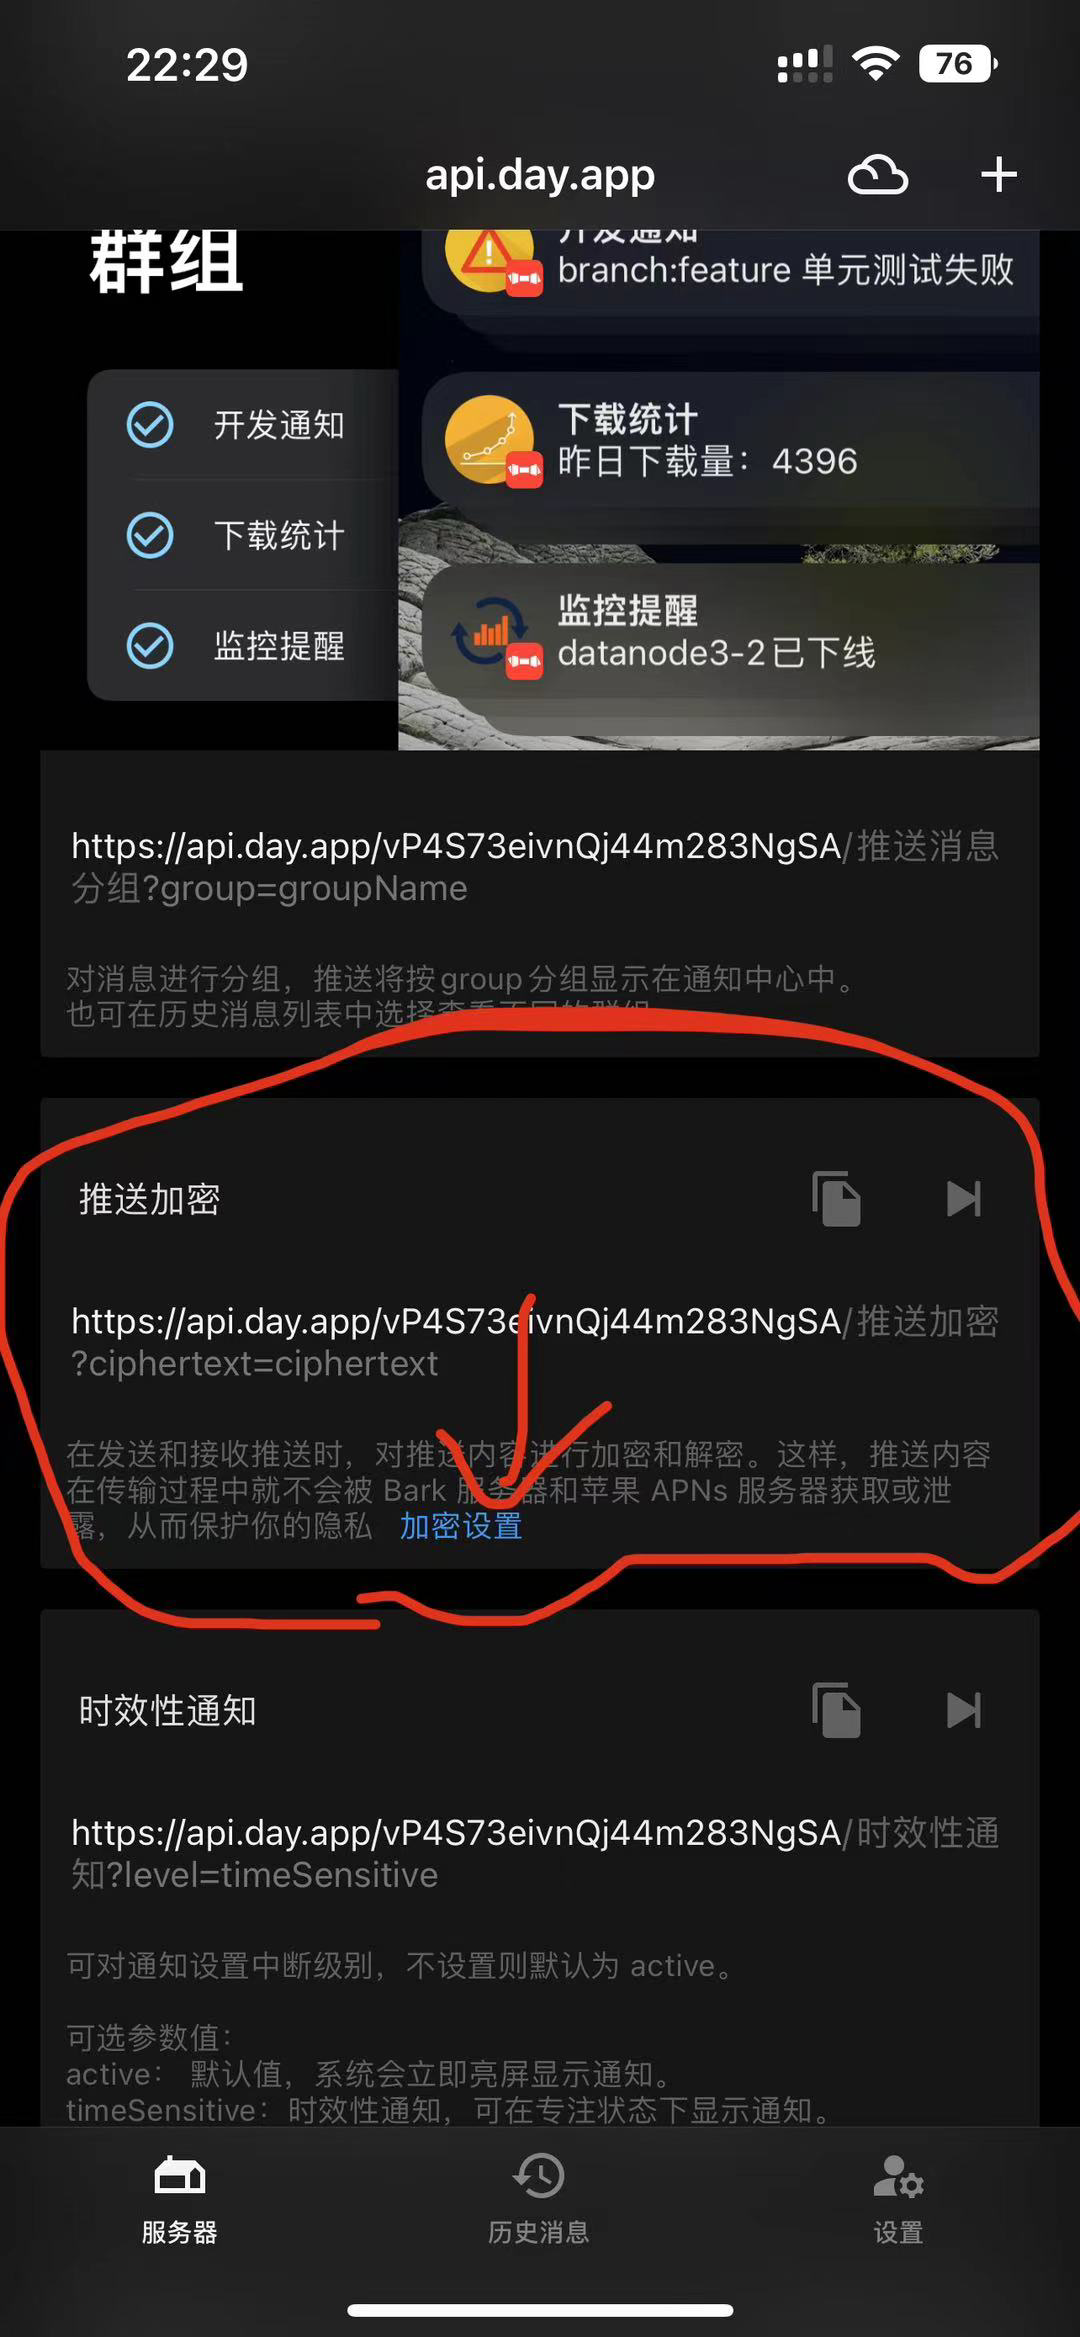 22:29
76
api.day.app
群组
开发通知
branch:feature 单元测试失败
开发通知
下载统计
昨日下载量：4396
下载统计
监控提醒
datanode3-2已下线
监控提醒
https://api.day.app/vP4S73eivnQj44m283NgSA/推送消息
分组?group=groupName
对消息进行分组，推送将按group分组显示在通知中心中。
也可在历史消息列表中选择查看不同的群组
推送加密
https://api.day.app/vP4S73eivnQj44m283NgSA/推送加密
?ciphertext=ciphertext
在发送和接收推送时，对推送内容进行加密和解密。这样，推送内容
在传输过程中就不会被 Bark 服务器和苹果 APNs 服务器获取或泄
露，从而保护你的隐私 加密设置
时效性通知
https://api.day.app/vP4S73eivnQj44m283NgSA/时效性通
知?level=timeSensitive
可对通知设置中断级别，不设置则默认为 active。
可选参数值：
active： 默认值，系统会立即亮屏显示通知。
timeSensitive：时效性通知，可在专注状态下显示通知。
服务器
历史消息
设置